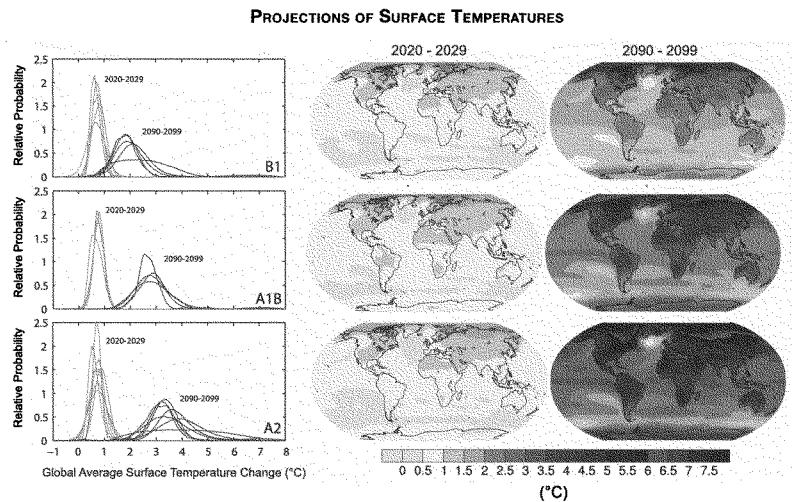 PROJECTIONS OF SURFACE TEMPERATURES
2020 - 2029
2090 - 2099
Relative Probability
2.5
2
1.5
1
0.5
0
2020-2029
2090-2099
B1
Relative Probability
2.5
2
1.5
1
0.5
0
2020-2029
2090-2099
A1B
Relative Probability
2.5
2
1.5
1
0.5
0
2020-2029
2090-2099
A2
−1 0 1 2 3 4 5 6 7 8
Global Average Surface Temperature Change (°C)
0 0.5 1 1.5 2 2.5 3 3.5 4 4.5 5 5.5 6 6.5 7 7.5
(°C)